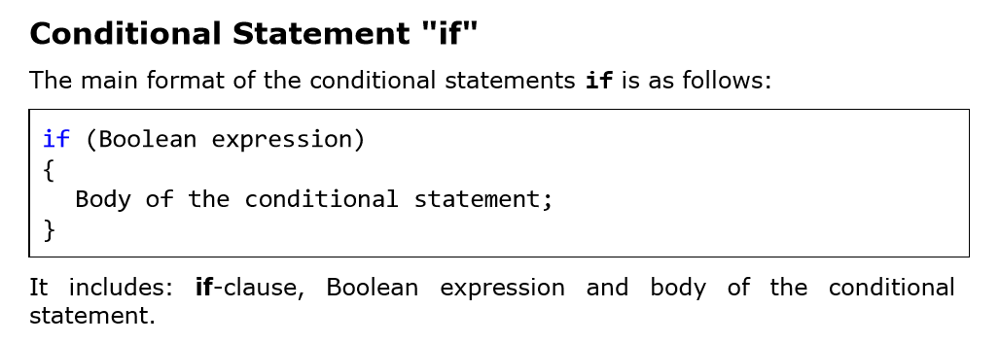 Conditional Statement "if"
The main format of the conditional statements if is as follows:
if (Boolean expression)
{
Body of the conditional statement;
}
It includes: if-clause, Boolean expression and body of the conditional
statement.